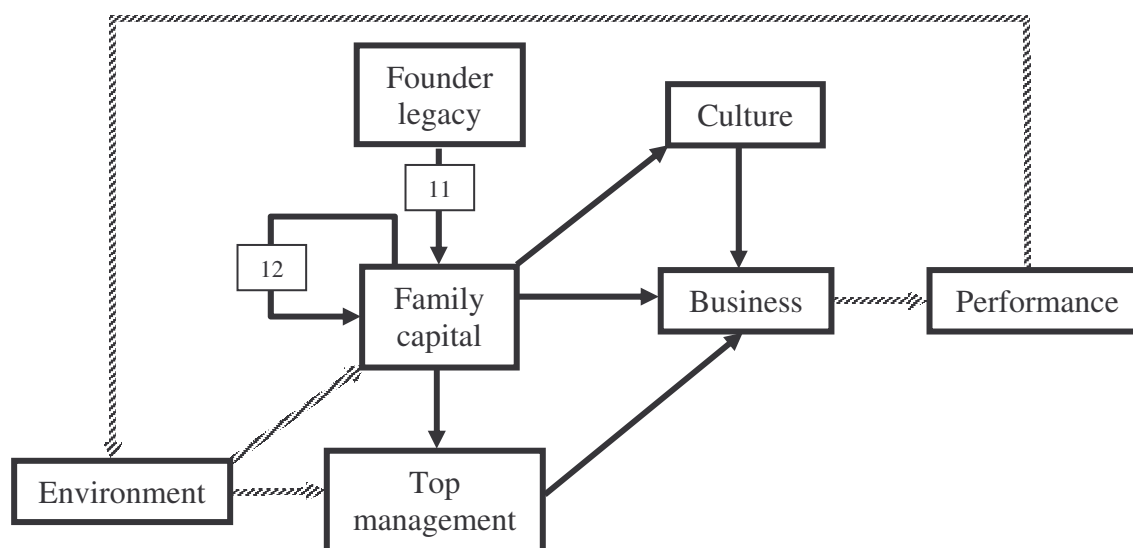 Founder
legacy
Culture
11
12
Family
capital
Business
Performance
Environment
Top
management